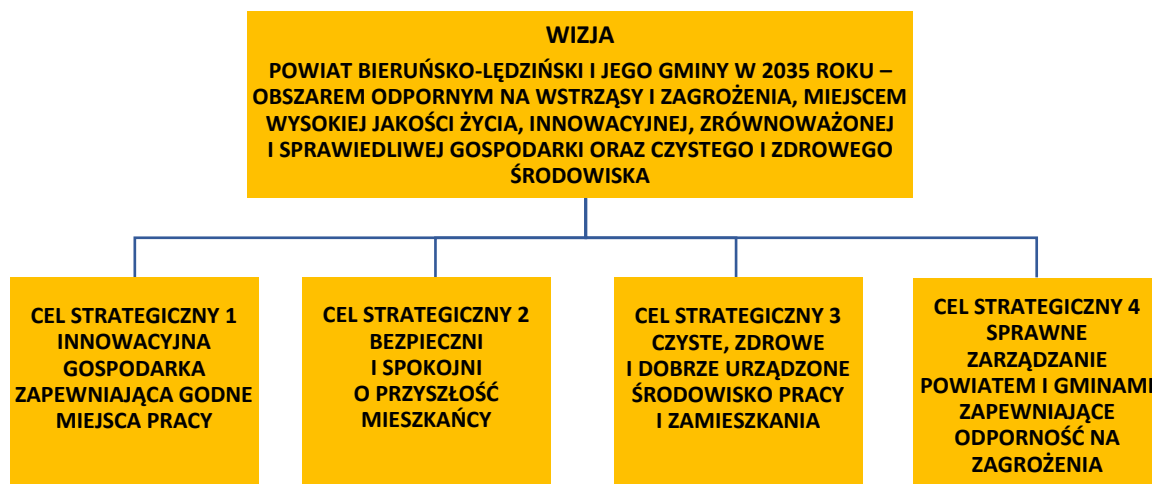 WIZJA
POWIAT BIERUŃSKO-LĘDZIŃSKI I JEGO GMINY W 2035 ROKU –
OBSZAREM ODPORNYM NA WSTRZĄSY I ZAGROŻENIA, MIEJSCEM
WYSOKIEJ JAKOŚCI ŻYCIA, INNOWACYJNEJ, ZRÓWNOWAŻONEJ
I SPRAWIEDLIWEJ GOSPODARKI ORAZ CZYSTEGO I ZDROWEGO
ŚRODOWISKA
CEL STRATEGICZNY 1
INNOWACYJNA
GOSPODARKA
ZAPEWNIAJĄCA GODNE
MIEJSCA PRACY
CEL STRATEGICZNY 2
BEZPIECZNI
I SPOKOJNI
O PRZYSZŁOŚĆ
MIESZKAŃCY
CEL STRATEGICZNY 3
CZYSTE, ZDROWE
I DOBRZE URZĄDZONE
ŚRODOWISKO PRACY
I ZAMIESZKANIA
CEL STRATEGICZNY 4
SPRAWNE
ZARZĄDZANIE
POWIATEM I GMINAMI
ZAPEWNIAJĄCE
ODPORNOŚĆ NA
ZAGROŻENIA